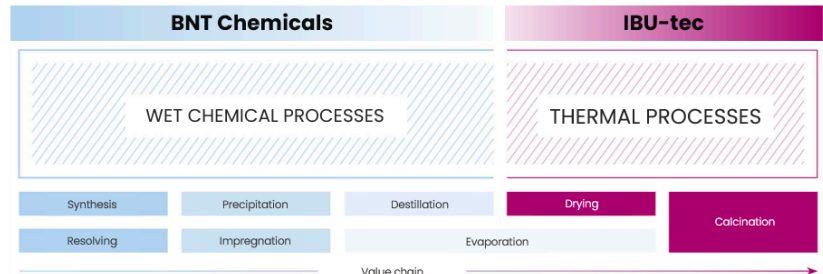 BNT Chemicals
IBU-tec
WET CHEMICAL PROCESSES
THERMAL PROCESSES
Synthesis
Precipitation
Destillation
Drying
Calcination
Resolving
Impregnation
Evaporation
Value chain